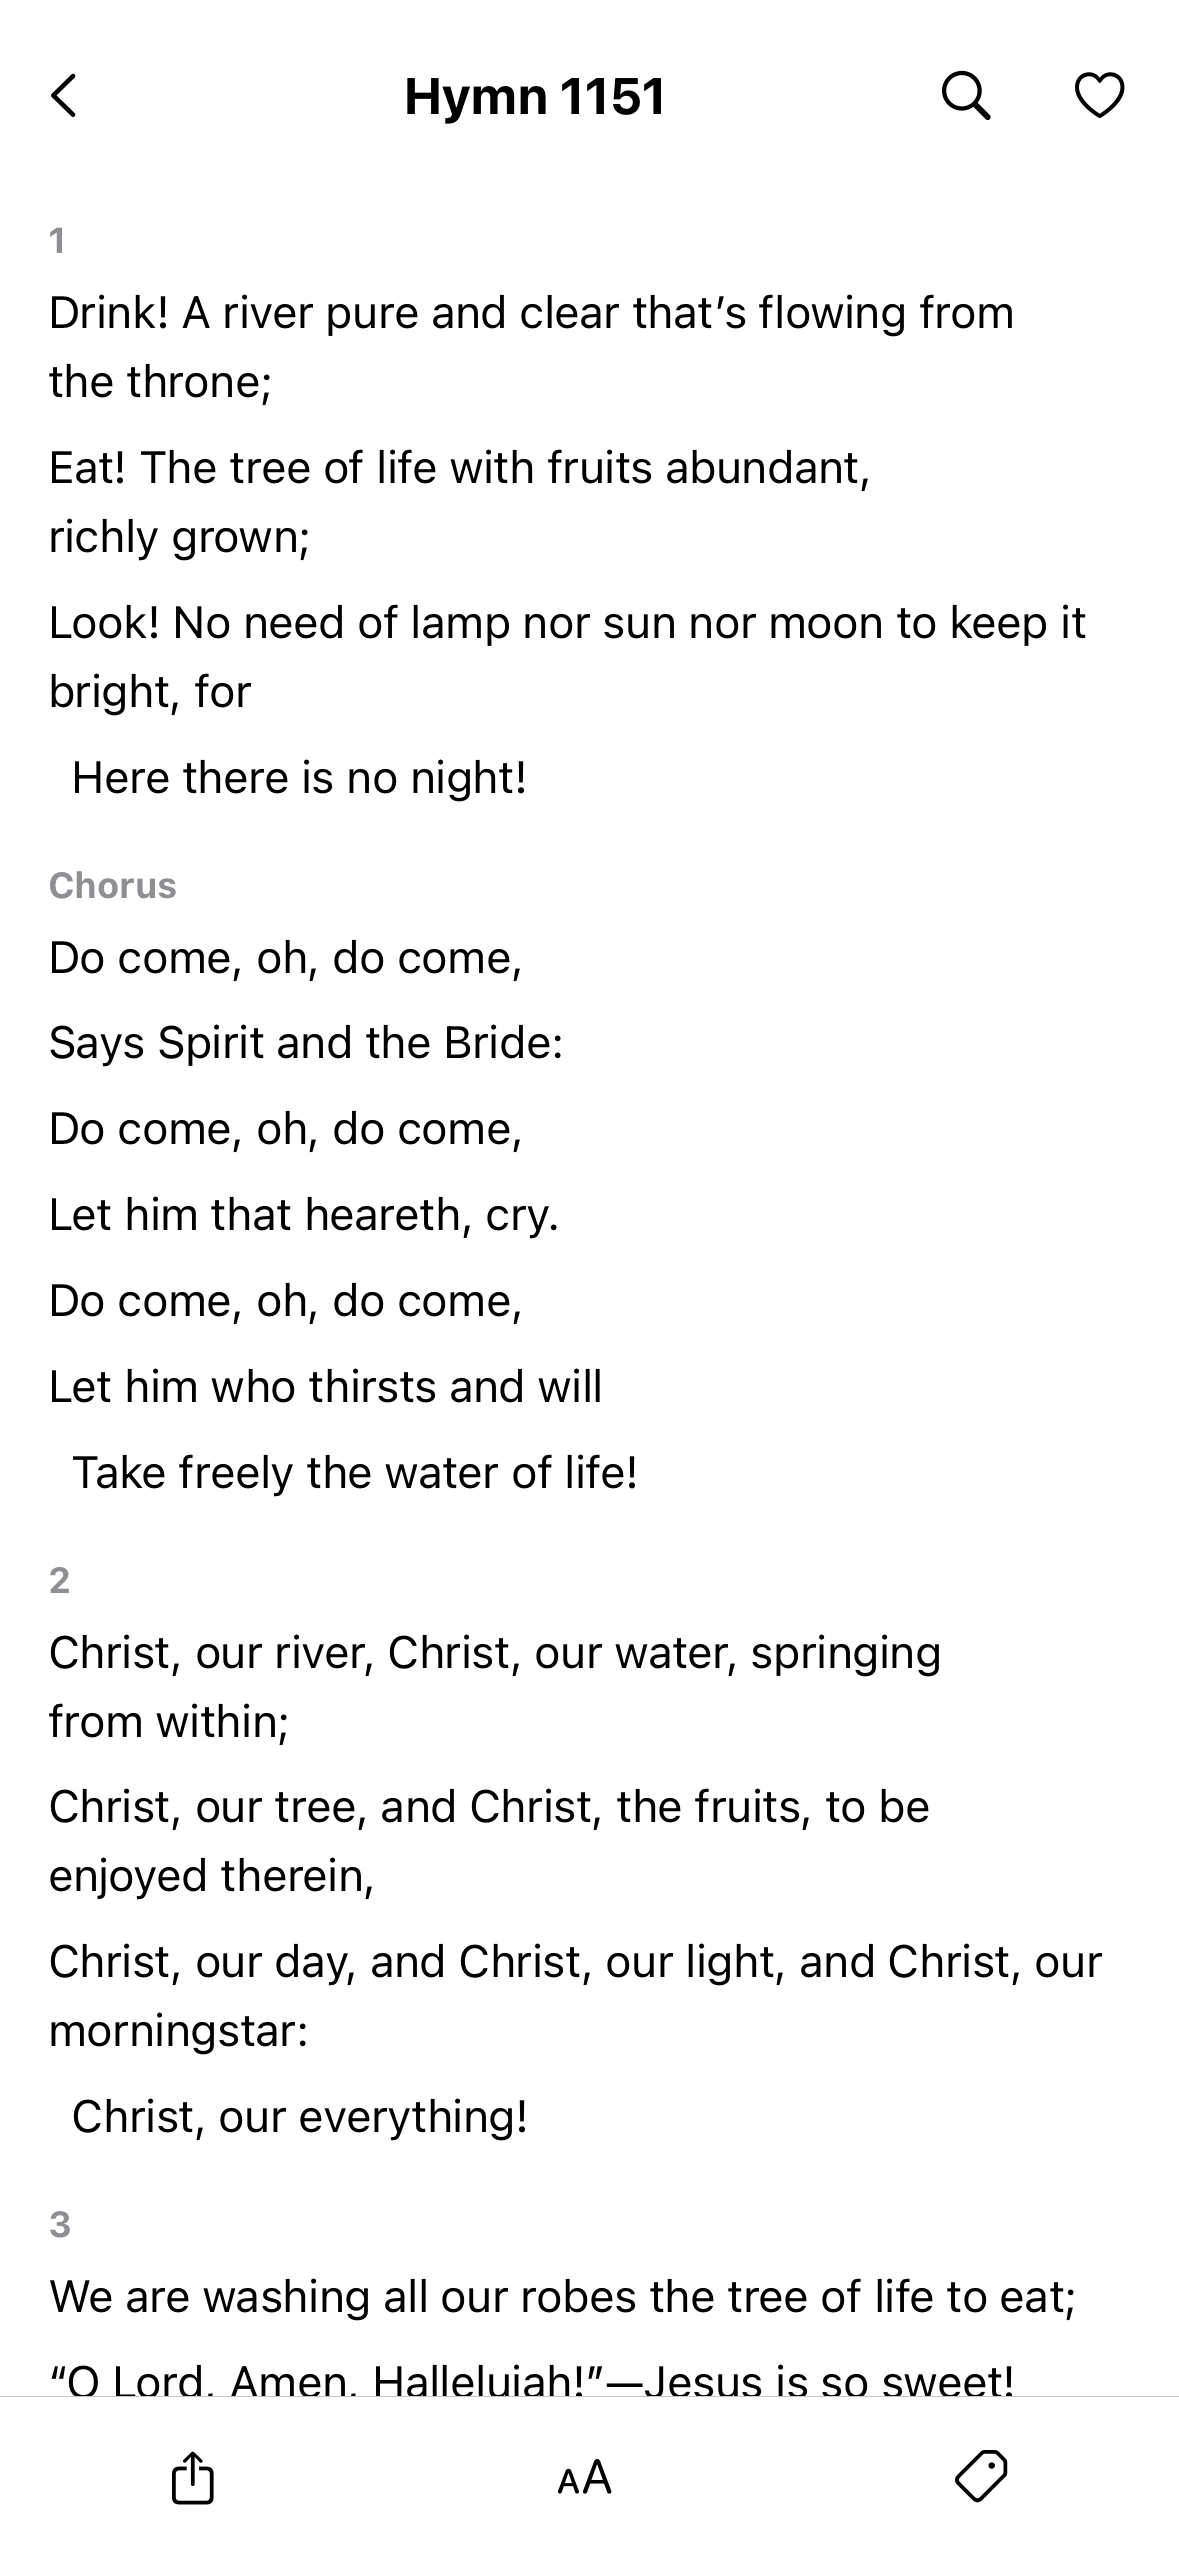 Hymn 1151
1
Drink! A river pure and clear that’s flowing from
the throne;
Eat! The tree of life with fruits abundant,
richly grown;
Look! No need of lamp nor sun nor moon to keep it
bright, for
Here there is no night!
Chorus
Do come, oh, do come,
Says Spirit and the Bride:
Do come, oh, do come,
Let him that heareth, cry.
Do come, oh, do come,
Let him who thirsts and will
Take freely the water of life!
2
Christ, our river, Christ, our water, springing
from within;
Christ, our tree, and Christ, the fruits, to be
enjoyed therein,
Christ, our day, and Christ, our light, and Christ, our
morningstar:
Christ, our everything!
3
We are washing all our robes the tree of life to eat;
“O Lord, Amen, Hallelujah!”—Jesus is so sweet!
AA